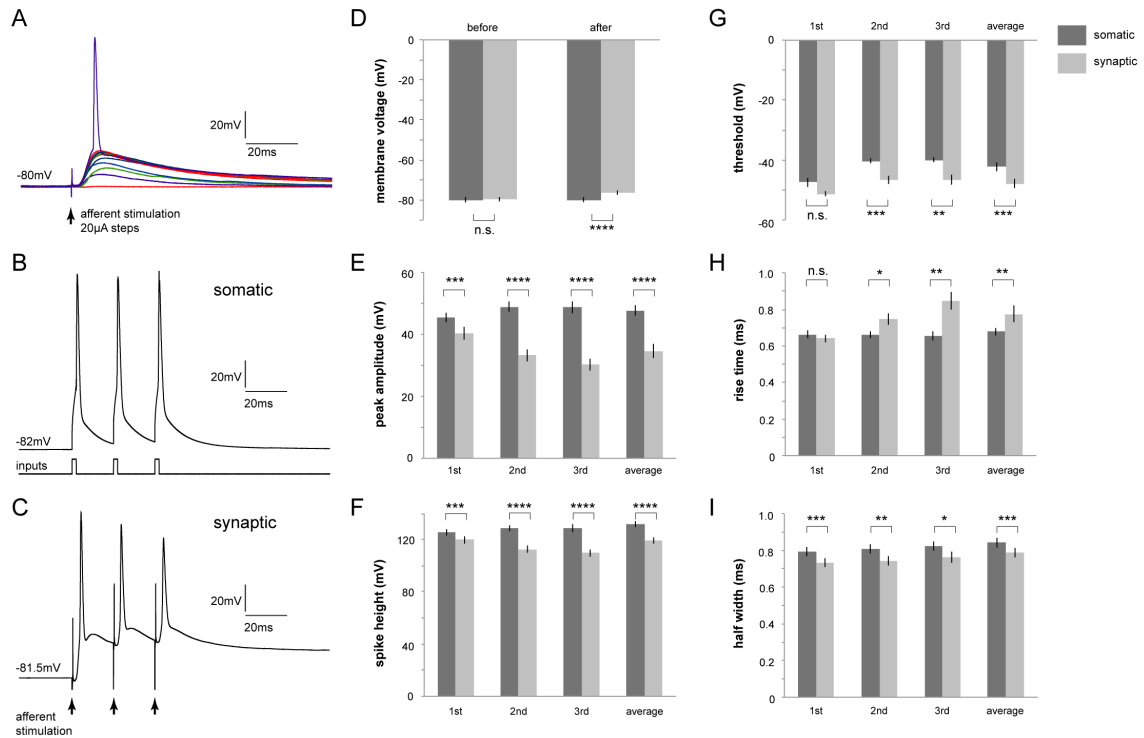 A
20mV
20ms
-80mV
afferent stimulation
20µA steps
B
somatic
20mV
20ms
-82mV
inputs
C
synaptic
20mV
20ms
-81.5mV
afferent
stimulation
D
before
after
0
-20
-40
-60
-80
membrane voltage (mV)
n.s.
****
E
60
40
20
0
peak amplitude (mV)
***
****
****
****
1st
2nd
3rd
average
F
120
80
40
0
spike height (mV)
***
****
****
****
1st
2nd
3rd
average
G
1st
2nd
3rd
average
0
-20
-40
-60
threshold (mV)
n.s.
***
**
***
somatic
synaptic
H
1.0
0.8
0.6
0.4
0.2
0
rise time (ms)
n.s.
*
**
**
1st
2nd
3rd
average
I
1.0
0.8
0.6
0.4
0.2
0
half width (ms)
***
**
*
***
1st
2nd
3rd
average